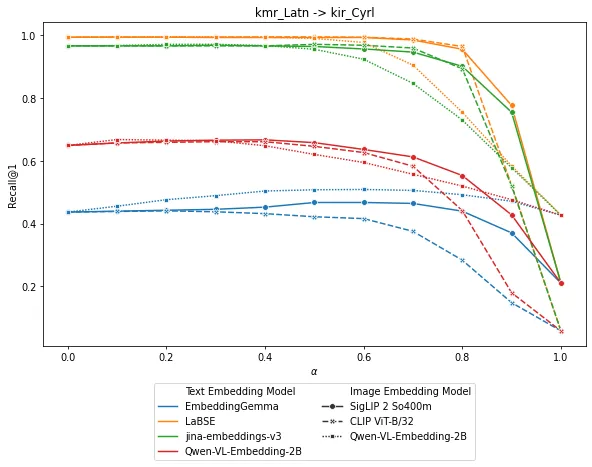 kmr_Latn -> kir_Cyrl
Recall@1
1.0
0.8
0.6
0.4
0.2
0.0 0.2 0.4 0.6 0.8 1.0
α
Text Embedding Model
EmbeddingGemma
LaBSE
jina-embeddings-v3
Qwen-VL-Embedding-2B
Image Embedding Model
SigLIP 2 So400m
CLIP ViT-B/32
Qwen-VL-Embedding-2B